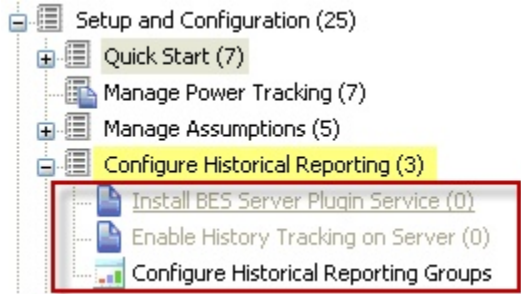 Setup and Configuration (25)
Quick Start (7)
Manage Power Tracking (7)
Manage Assumptions (5)
Configure Historical Reporting (3)
Install BES Server Plugin Service (0)
Enable History Tracking on Server (0)
Configure Historical Reporting Groups